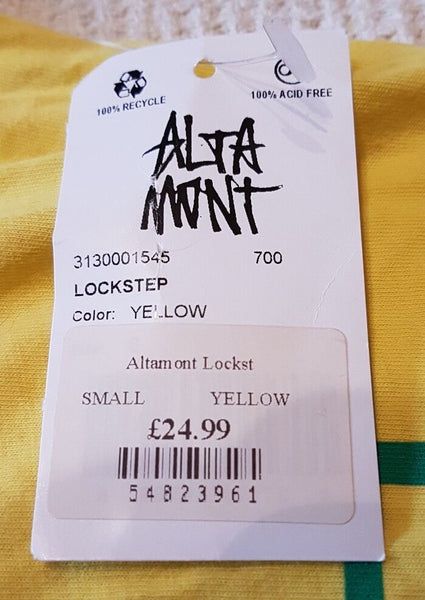 100% RECYCLE
100% ACID FREE
ALTA
MONT
3130001545 700
LOCKSTEP
Color: YELLOW
Altamont Lockst
SMALL YELLOW
£24.99
54823961